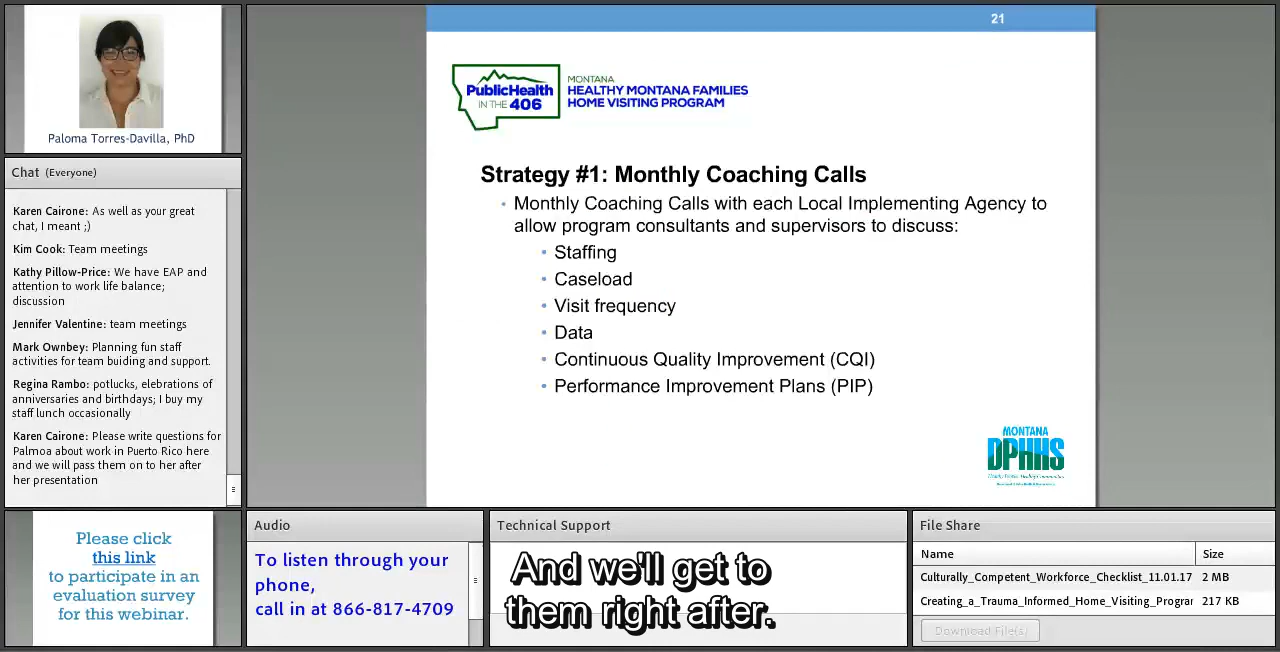 Paloma Torres-Davilla, PhD
Chat (Everyone)
Karen Cairone: As well as your great
chat, I meant ;)
Kim Cook: Team meetings
Kathy Pillow-Price: We have EAP and
attention to work life balance;
discussion
Jennifer Valentine: team meetings
Mark Ownbey: Planning fun staff
activities for team buiding and support.
Regina Rambo: potlucks, elebrations of
anniversaries and birthdays; I buy my
staff lunch occasionally
Karen Cairone: Please write questions for
Palmoa about work in Puerto Rico here
and we will pass them on to her after
her presentation
Please click
this link
to participate in an
evaluation survey
for this webinar.
21
PublicHealth
IN THE 406
MONTANA
HEALTHY MONTANA FAMILIES
HOME VISITING PROGRAM
Strategy #1: Monthly Coaching Calls
• Monthly Coaching Calls with each Local Implementing Agency to
allow program consultants and supervisors to discuss:
• Staffing
• Caseload
• Visit frequency
• Data
• Continuous Quality Improvement (CQI)
• Performance Improvement Plans (PIP)
MONTANA
DPHHS
Audio
To listen through your
phone,
call in at 866-817-4709
Technical Support
And we'll get to
them right after.
File Share
Name Size
Culturally_Competent_Workforce_Checklist_11.01.17 2 MB
Creating_a_Trauma_Informed_Home_Visiting_Prograr 217 KB
Download File(s)